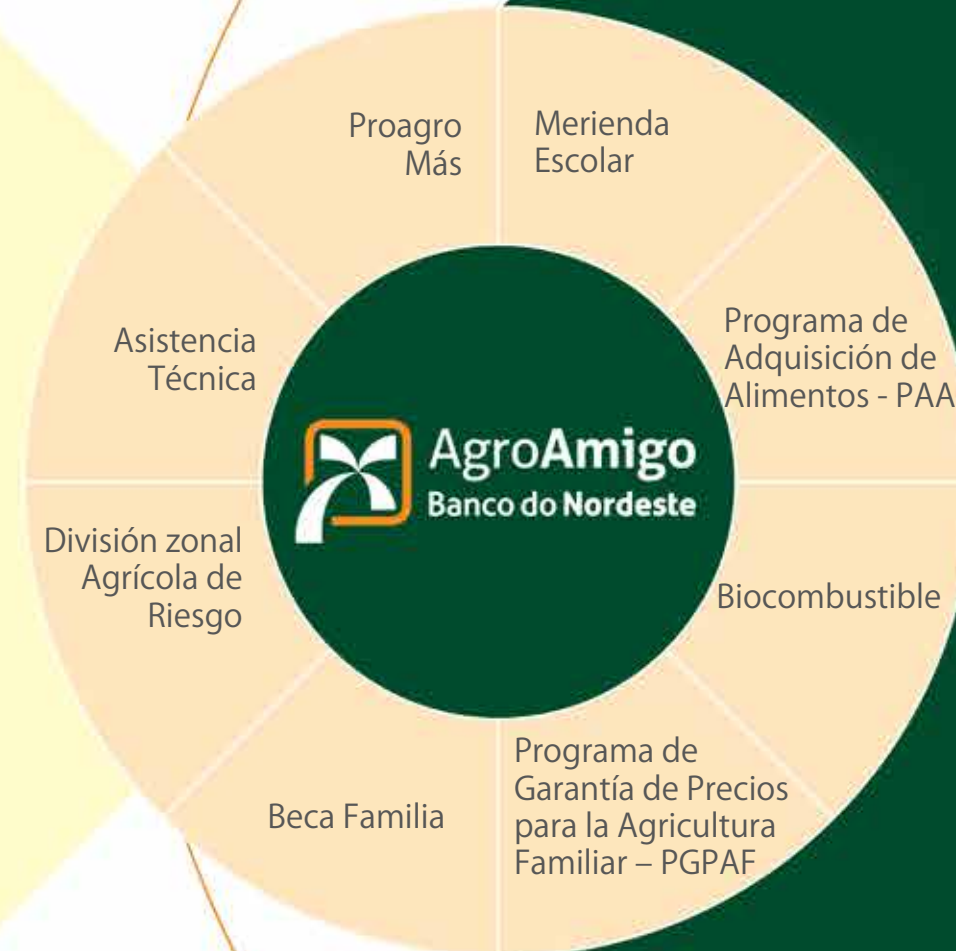 Proagro
Más
Merienda
Escolar
Asistencia
Técnica
Programa de
Adquisición de
Alimentos - PAA
AgroAmigo
Banco do Nordeste
División zonal
Agrícola de
Riesgo
Biocombustible
Beca Familia
Programa de
Garantía de Precios
para la Agricultura
Familiar – PGPAF